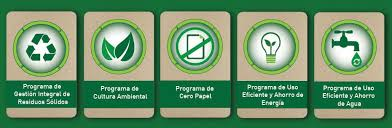 Programa de
Gestión Integral de
Residuos Sólidos
Programa de
Cultura Ambiental
Programa de
Cero Papel
Programa de Uso
Eficiente y Ahorro de
Energía
Programa de Uso
Eficiente y Ahorro
de Agua